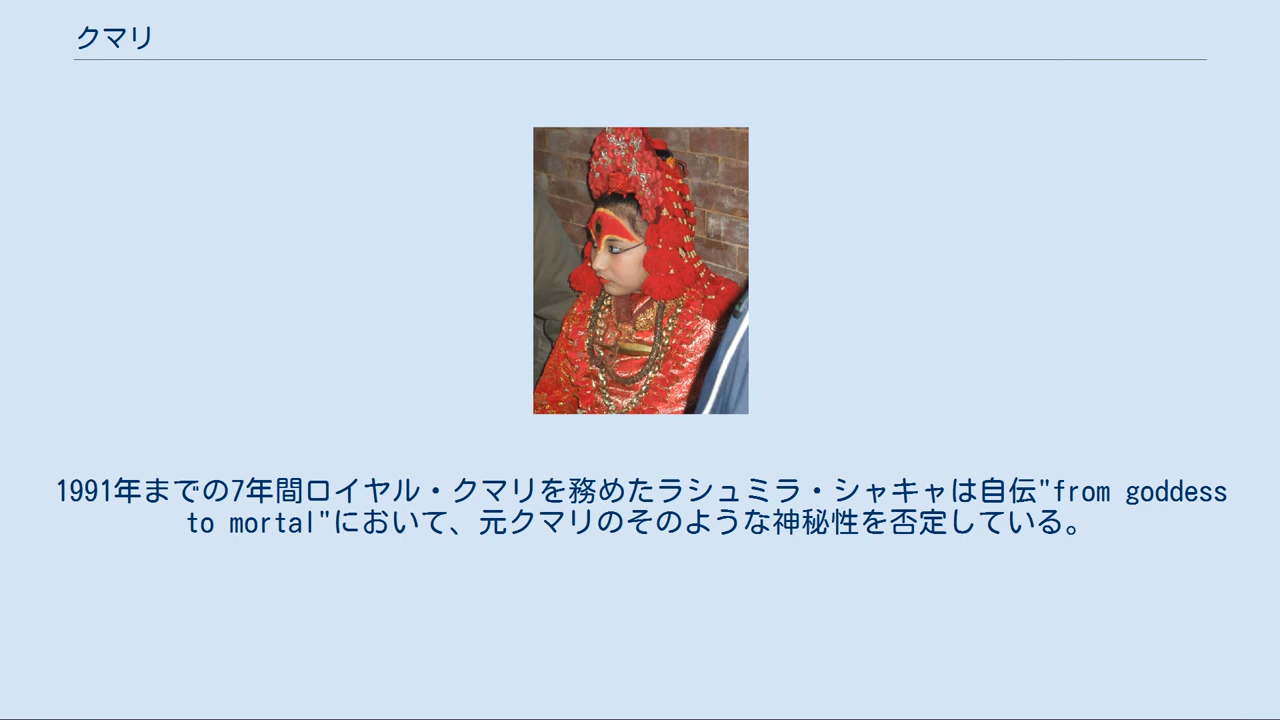 クマリ
1991年までの7年間ロイヤル・クマリを務めたラシュミラ・シャキャは自伝"from goddess
to mortal"において、元クマリのそのような神秘性を否定している。